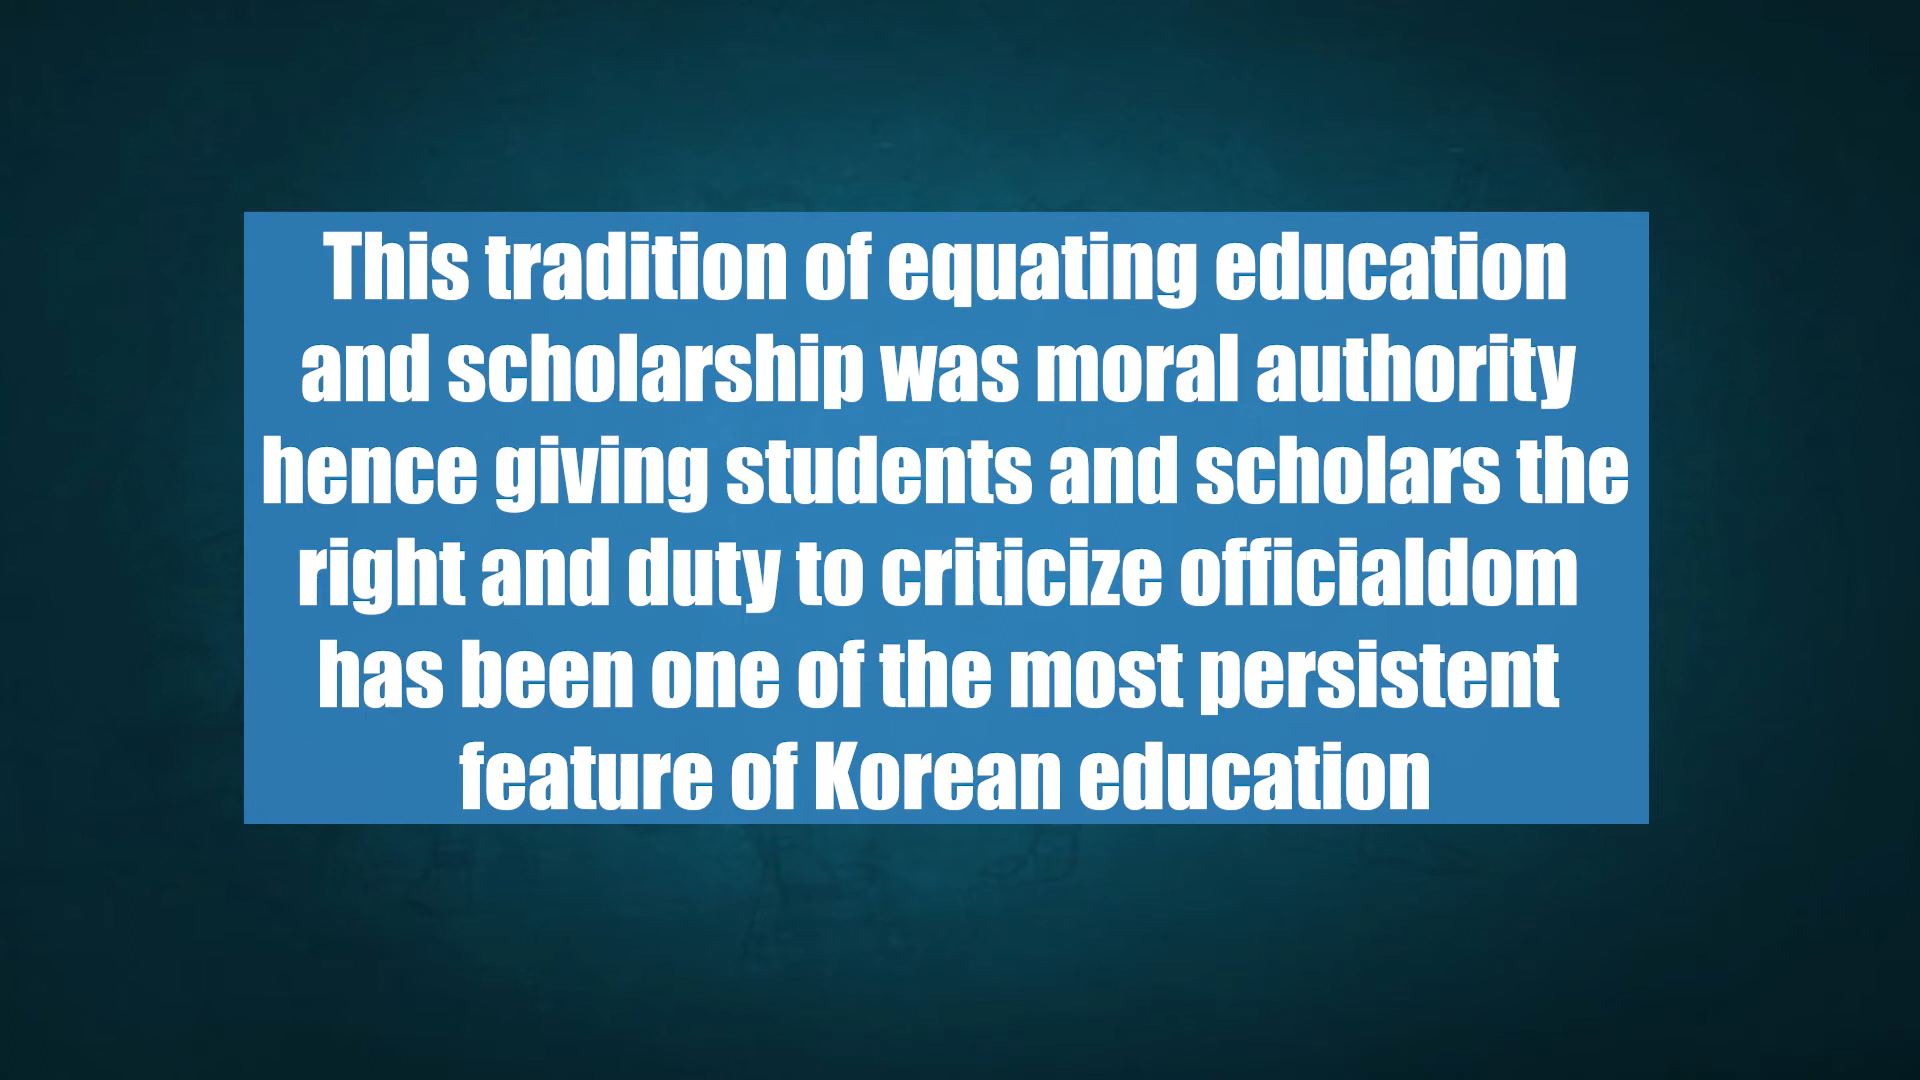 This tradition of equating education
and scholarship was moral authority
hence giving students and scholars the
right and duty to criticize officialdom
has been one of the most persistent
feature of Korean education